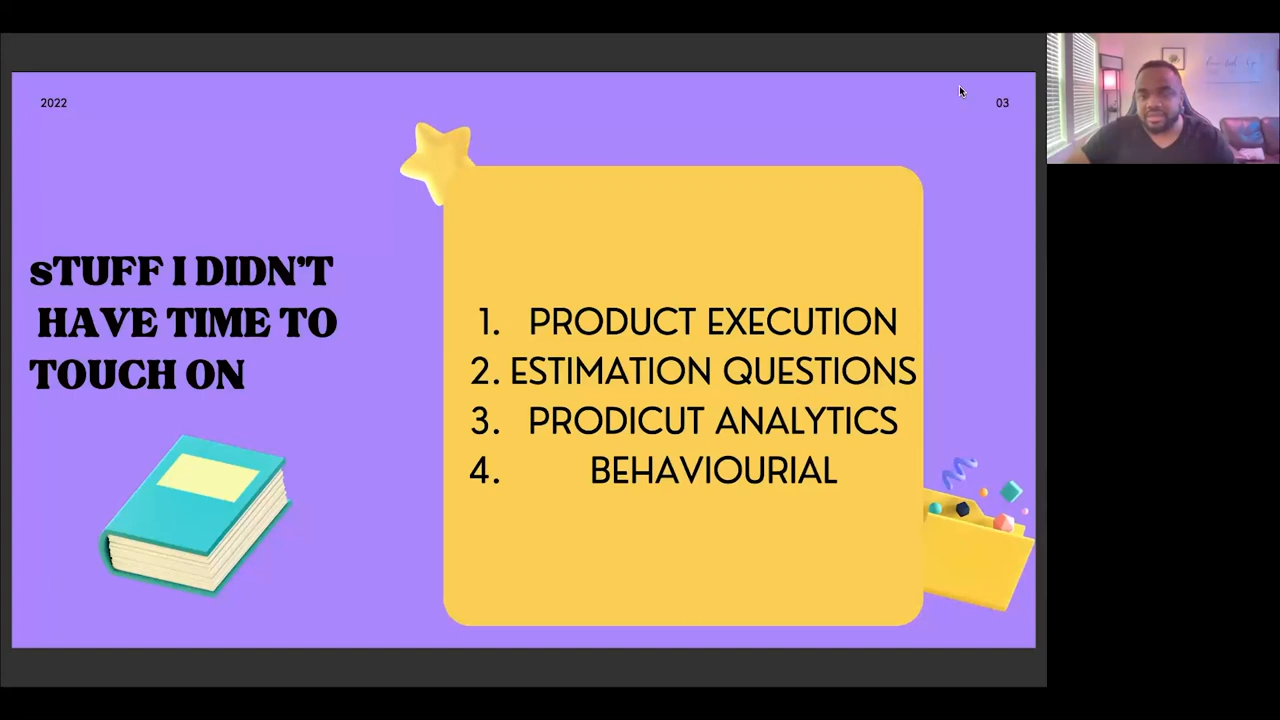 2022
03
sTUFF I DIDN'T
HAVE TIME TO
TOUCH ON
1. PRODUCT EXECUTION
2. ESTIMATION QUESTIONS
3. PRODICUT ANALYTICS
4. BEHAVIOURIAL